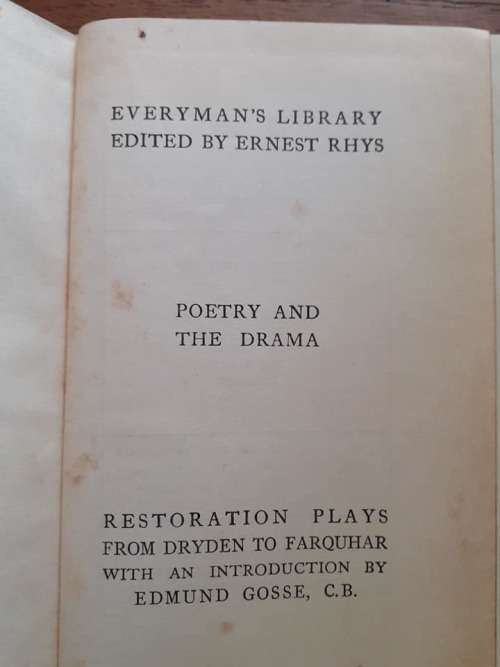 EVERYMAN'S LIBRARY
EDITED BY ERNEST RHYS
POETRY AND
THE DRAMA
RESTORATION PLAYS
FROM DRYDEN TO FARQUHAR
WITH AN INTRODUCTION BY
EDMUND GOSSE, C.B.